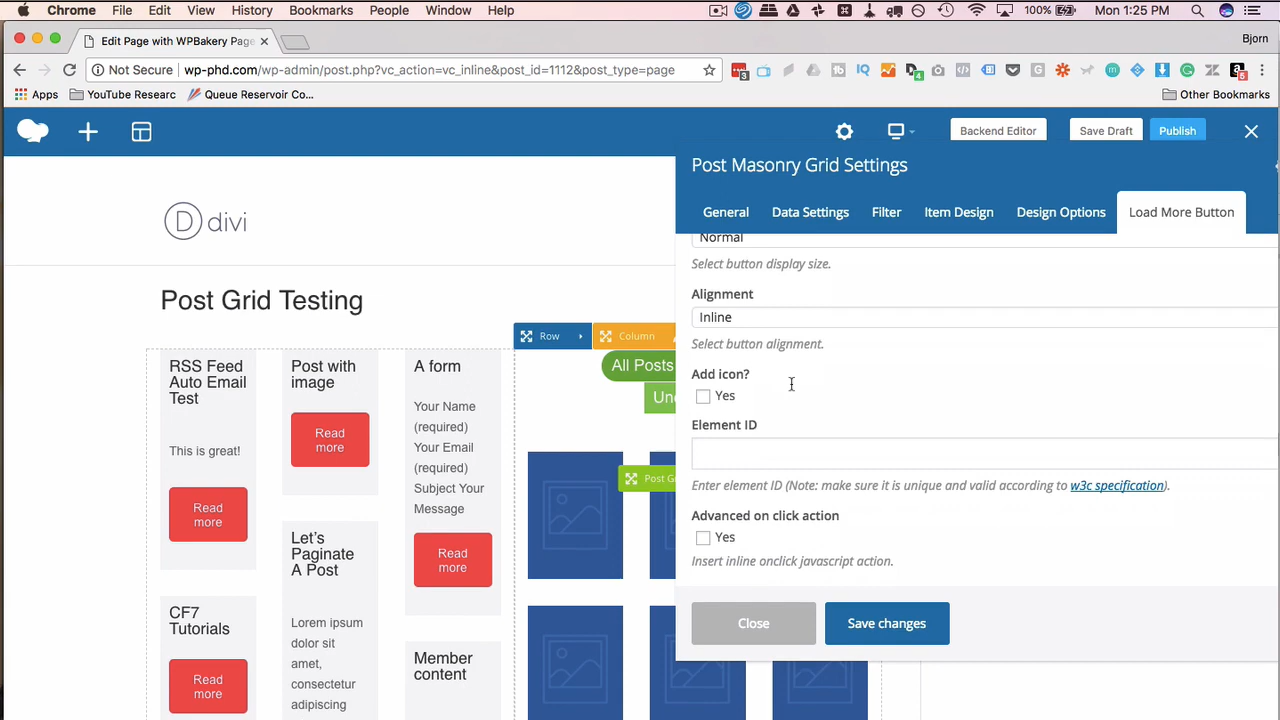 Chrome File Edit View History Bookmarks People Window Help 100% Mon 1:25 PM
Edit Page with WPBakery Page
Bjorn
Not Secure wp-phd.com/wp-admin/post.php?vc_action=vc_inline&post_id=1112&post_type=page
Apps YouTube Researc Queue Reservoir Co... Other Bookmarks
Backend Editor Save Draft Publish
Post Masonry Grid Settings
General Data Settings Filter Item Design Design Options Load More Button
Normal
Select button display size.
Alignment
Inline
Select button alignment.
Add icon?
Yes
Element ID
Enter element ID (Note: make sure it is unique and valid according to w3c specification).
Advanced on click action
Yes
Insert inline onclick javascript action.
Close Save changes
D divi
Post Grid Testing
Row Column
All Posts
Post G
RSS Feed
Auto Email
Test
This is great!
Read
more
CF7
Tutorials
Read
more
Post with
image
Read
more
Let's
Paginate
A Post
Lorem ipsum
dolor sit
amet,
consectetur
adipiscing
A form
Your Name
(required)
Your Email
(required)
Subject Your
Message
Read
more
Member
content